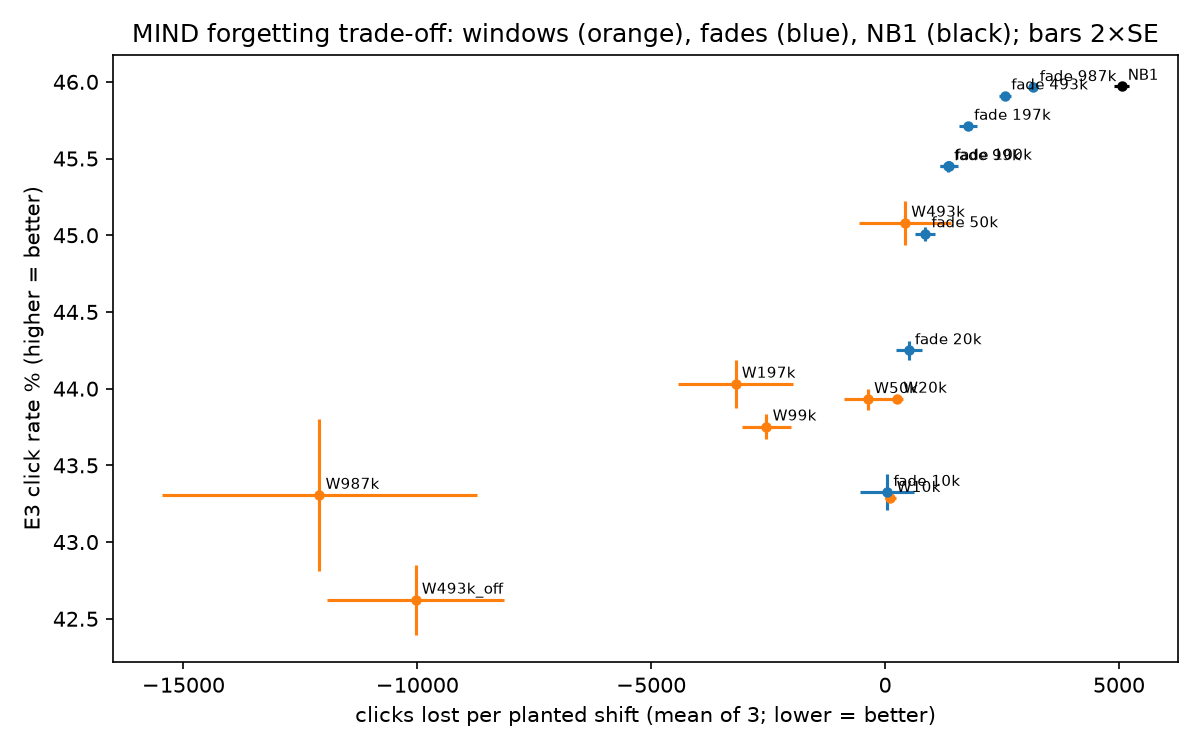 MIND forgetting trade-off: windows (orange), fades (blue), NB1 (black); bars 2×SE
E3 click rate % (higher = better)
46.0
45.5
45.0
44.5
44.0
43.5
43.0
42.5
fade 987k
NB1
fade 493k
fade 197k
fade 100k
W493k
fade 50k
fade 20k
W197k
W50k
W20k
W99k
fade 10k
W10k
W987k
W493k_off
−15000
−10000
−5000
0
5000
clicks lost per planted shift (mean of 3; lower = better)